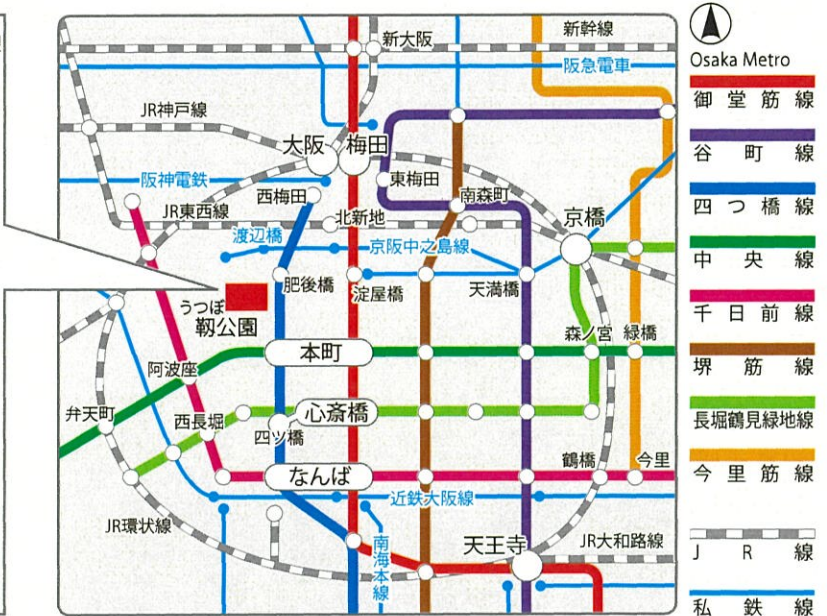 新大阪
新幹線
阪急電車
JR神戸線
大阪
梅田
阪神電鉄
東梅田
西梅田
南森町
JR東西線
北新地
京橋
渡辺橋
京阪中之島線
肥後橋
淀屋橋
天満橋
うつぼ
靱公園
森ノ宮
緑橋
本町
阿波座
弁天町
西長堀
心斎橋
四ツ橋
鶴橋
今里
なんば
近鉄大阪線
JR環状線
南海本線
天王寺
JR大和路線
Osaka Metro
御堂筋線
谷町線
四つ橋線
中央線
千日前線
堺筋線
長堀鶴見緑地線
今里筋線
JR線
私鉄線